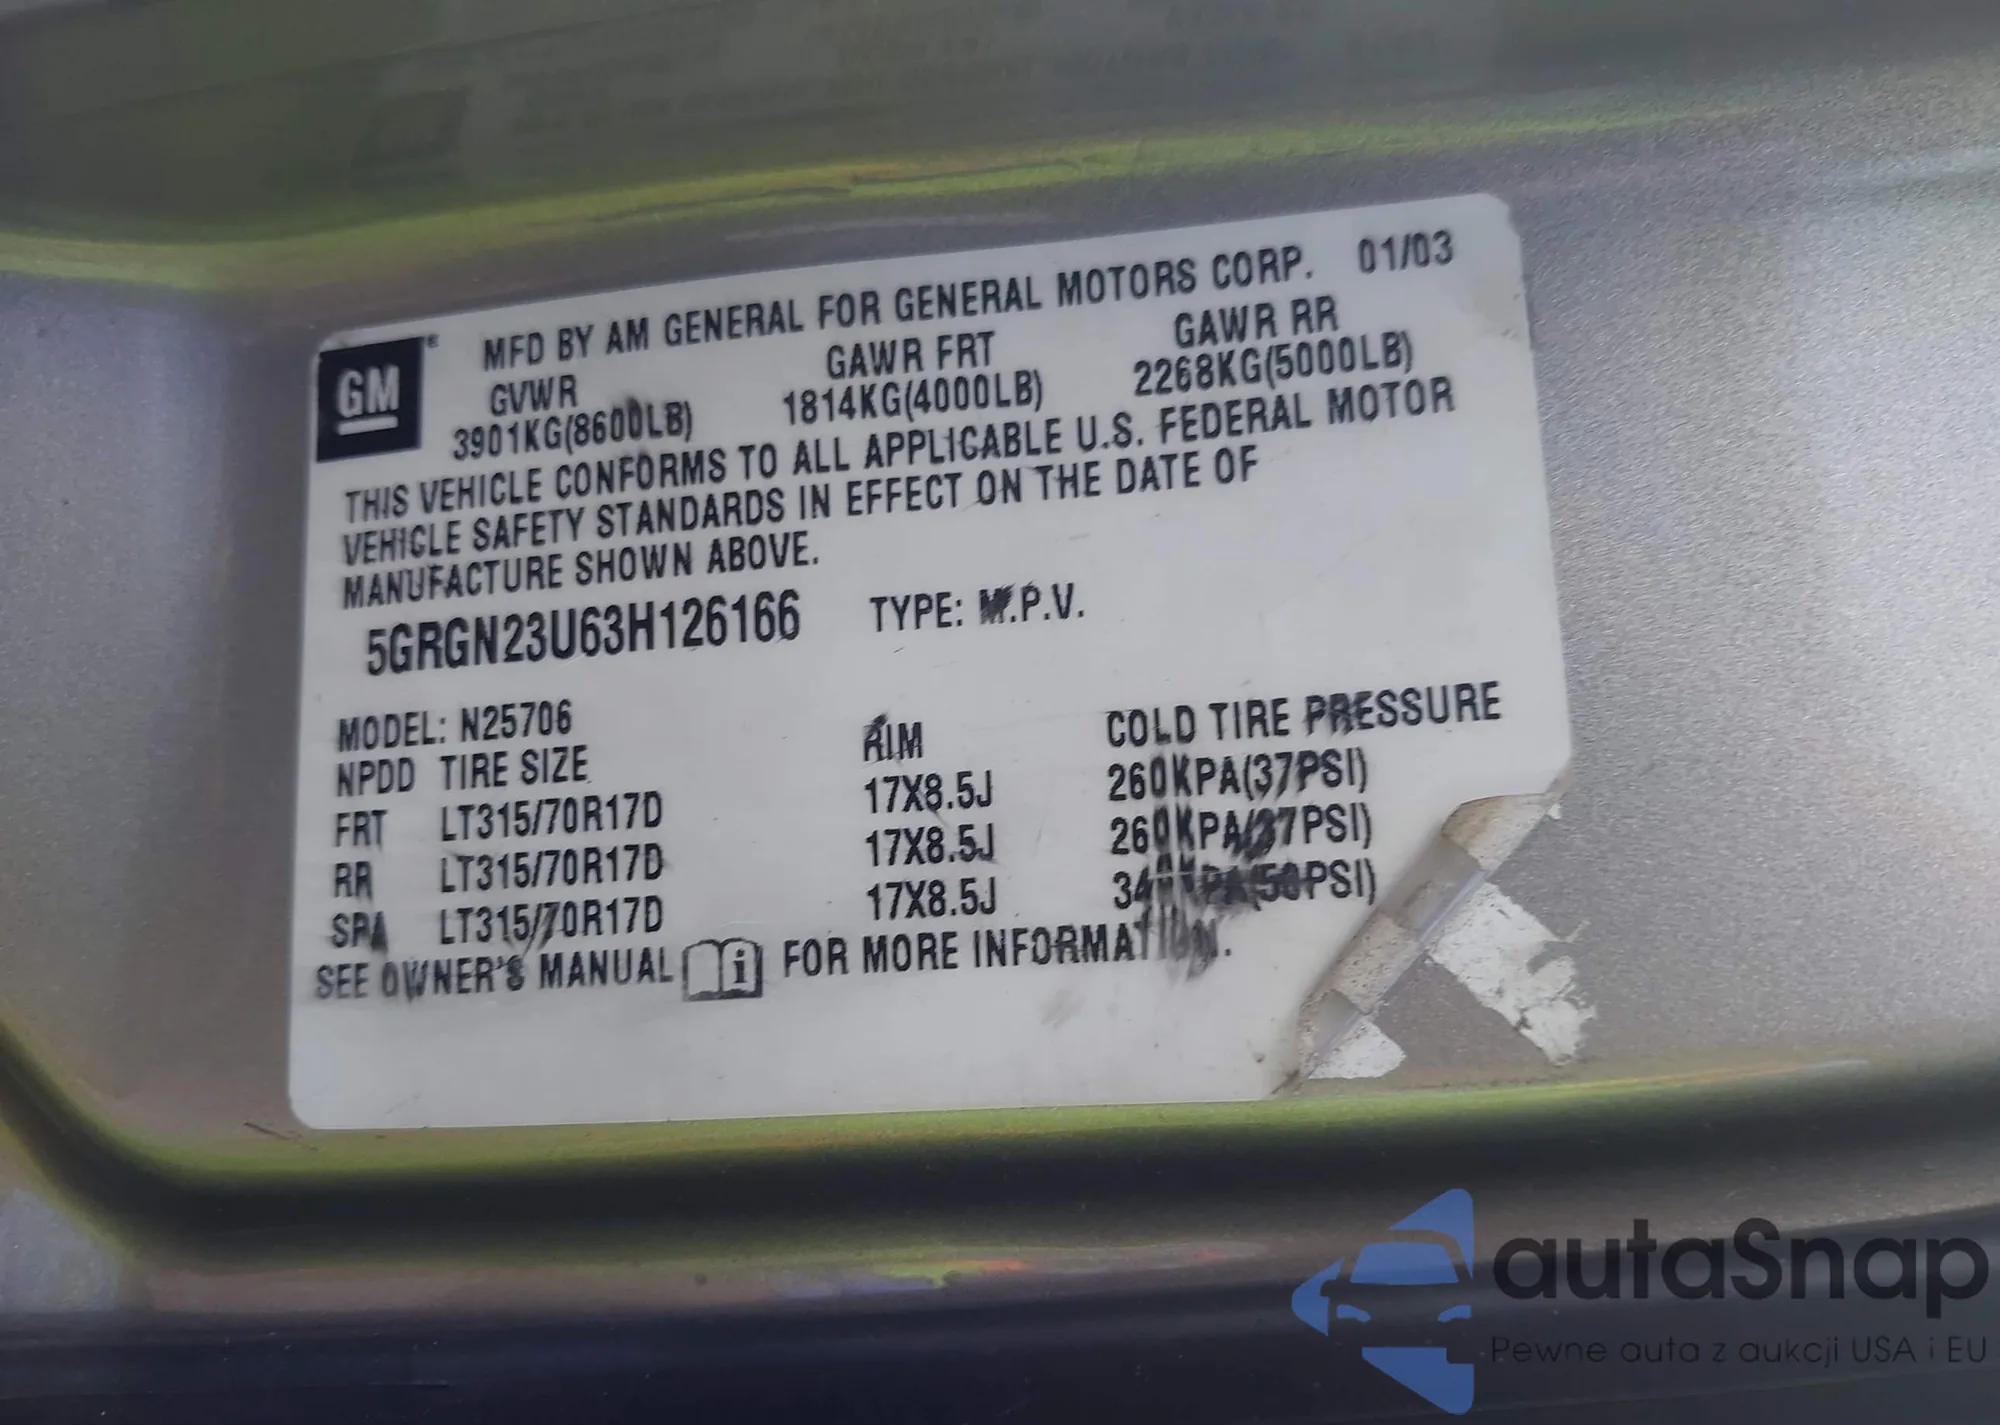 MFD BY AM GENERAL FOR GENERAL MOTORS CORP. 01/03
GM ®
GVWR GAWR FRT GAWR RR
3901KG(8600LB) 1814KG(4000LB) 2268KG(5000LB)
THIS VEHICLE CONFORMS TO ALL APPLICABLE U.S. FEDERAL MOTOR
VEHICLE SAFETY STANDARDS IN EFFECT ON THE DATE OF
MANUFACTURE SHOWN ABOVE.
5GRGN23U63H126166 TYPE: M.P.V.
MODEL: N25706
NPDD TIRE SIZE RIM COLD TIRE PRESSURE
FRT LT315/70R17D 17X8.5J 260KPA(37PSI)
RR LT315/70R17D 17X8.5J 260KPA(37PSI)
SPA LT315/70R17D 17X8.5J
SEE OWNER'S MANUAL i FOR MORE INFORMATION.
autaSnap
Pewne auta z aukcji USA i EU